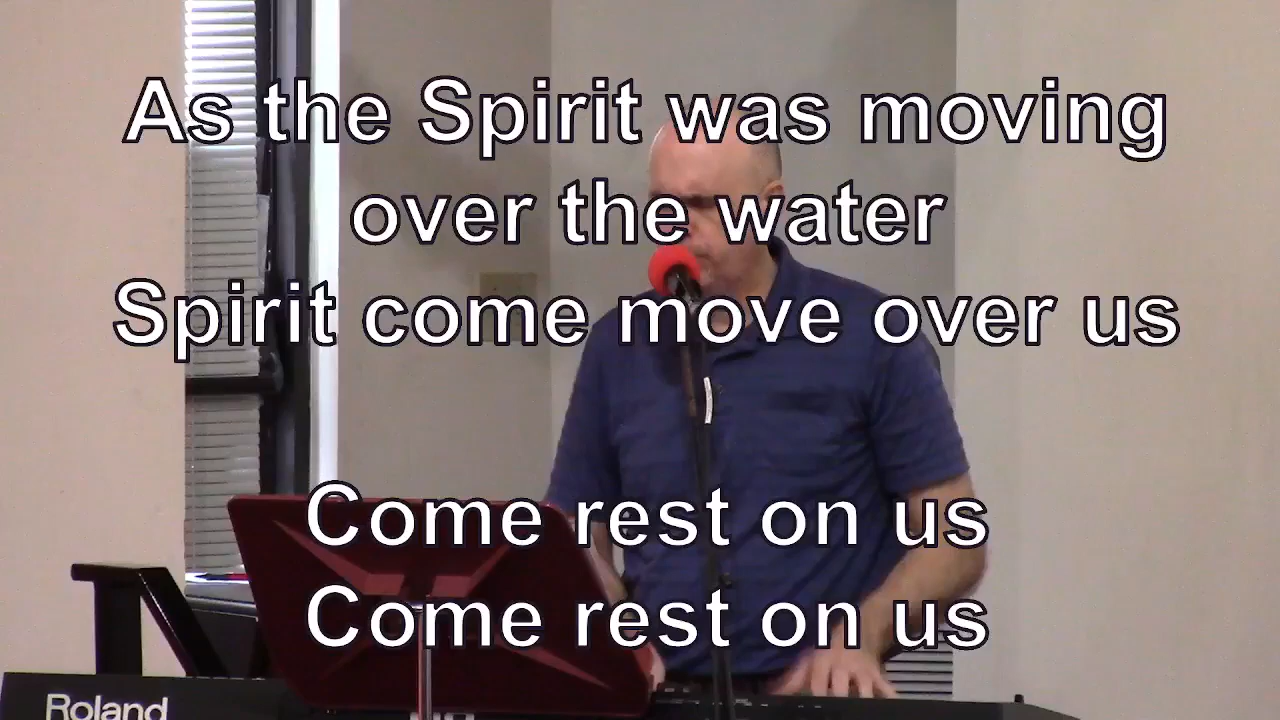 As the Spirit was moving
over the water
Spirit come move over us
Come rest on us
Come rest on us
Roland